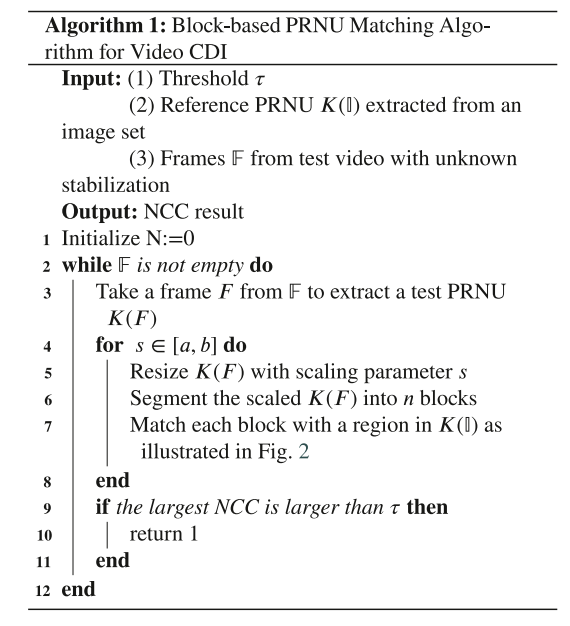 Algorithm 1: Block-based PRNU Matching Algo-
rithm for Video CDI
Input: (1) Threshold τ
(2) Reference PRNU K(𝕀) extracted from an
image set
(3) Frames 𝔽 from test video with unknown
stabilization
Output: NCC result
1 Initialize N:=0
2 while 𝔽 is not empty do
3 Take a frame F from 𝔽 to extract a test PRNU
K(F)
4 for s ∈ [a, b] do
5 Resize K(F) with scaling parameter s
6 Segment the scaled K(F) into n blocks
7 Match each block with a region in K(𝕀) as
illustrated in Fig. 2
8 end
9 if the largest NCC is larger than τ then
10 return 1
11 end
12 end